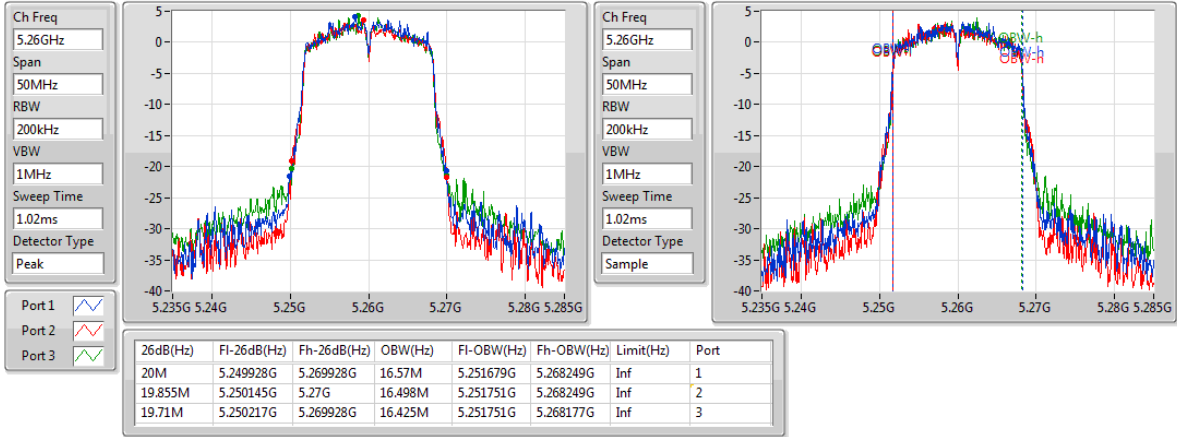 Ch Freq
5.26GHz
Span
50MHz
RBW
200kHz
VBW
1MHz
Sweep Time
1.02ms
Detector Type
Peak
5
0
-5
-10
-15
-20
-25
-30
-35
-40
5.235G 5.24G 5.25G 5.26G 5.27G 5.28G 5.285G
Port 1
Port 2
Port 3
Ch Freq
5.26GHz
Span
50MHz
RBW
200kHz
VBW
1MHz
Sweep Time
1.02ms
Detector Type
Sample
5
0
-5
-10
-15
-20
-25
-30
-35
-40
OBW-h
OBW-h
5.235G 5.24G 5.25G 5.26G 5.27G 5.28G 5.285G
26dB(Hz) Fl-26dB(Hz) Fh-26dB(Hz) OBW(Hz) Fl-OBW(Hz) Fh-OBW(Hz) Limit(Hz) Port
20M 5.249928G 5.269928G 16.57M 5.251679G 5.268249G Inf 1
19.855M 5.250145G 5.27G 16.498M 5.251751G 5.268249G Inf 2
19.71M 5.250217G 5.269928G 16.425M 5.251751G 5.268177G Inf 3